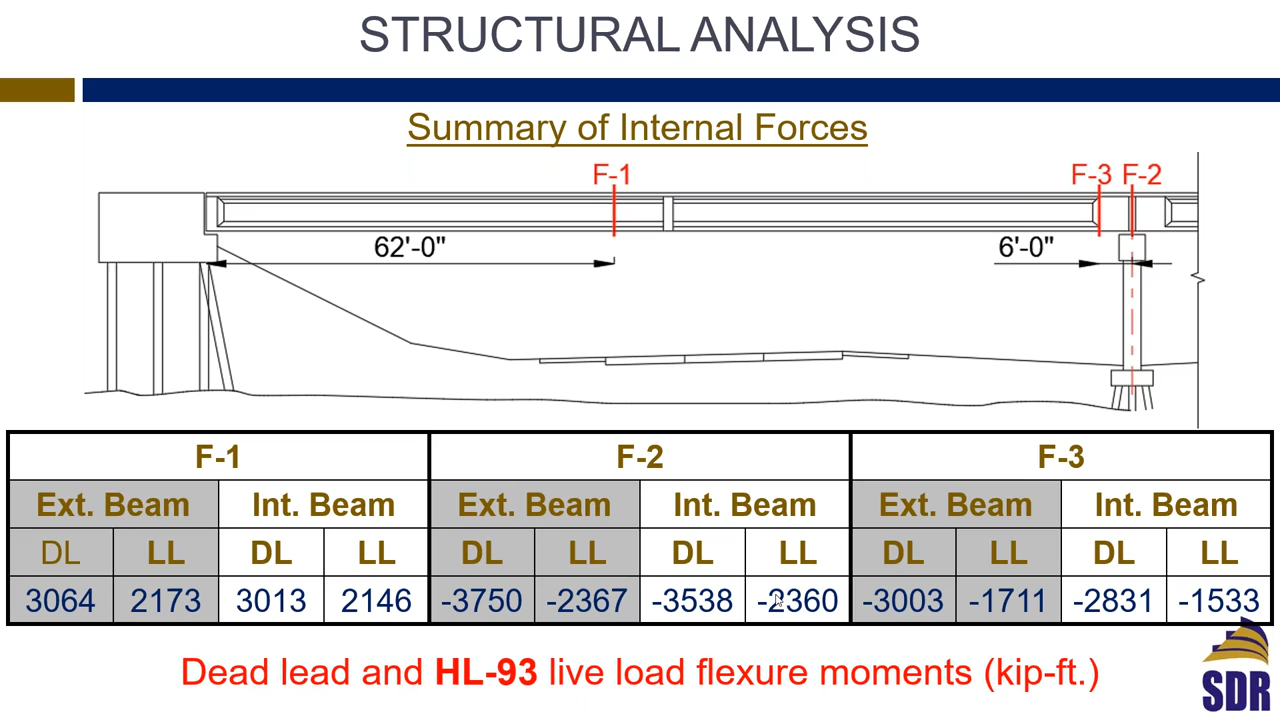 STRUCTURAL ANALYSIS
Summary of Internal Forces
F-1 F-3 F-2
62'-0" 6'-0"
F-1 F-2 F-3
Ext. Beam Int. Beam Ext. Beam Int. Beam Ext. Beam Int. Beam
DL LL DL LL DL LL DL LL DL LL DL LL
3064 2173 3013 2146 -3750 -2367 -3538 -2360 -3003 -1711 -2831 -1533
Dead lead and HL-93 live load flexure moments (kip-ft.)
SDR